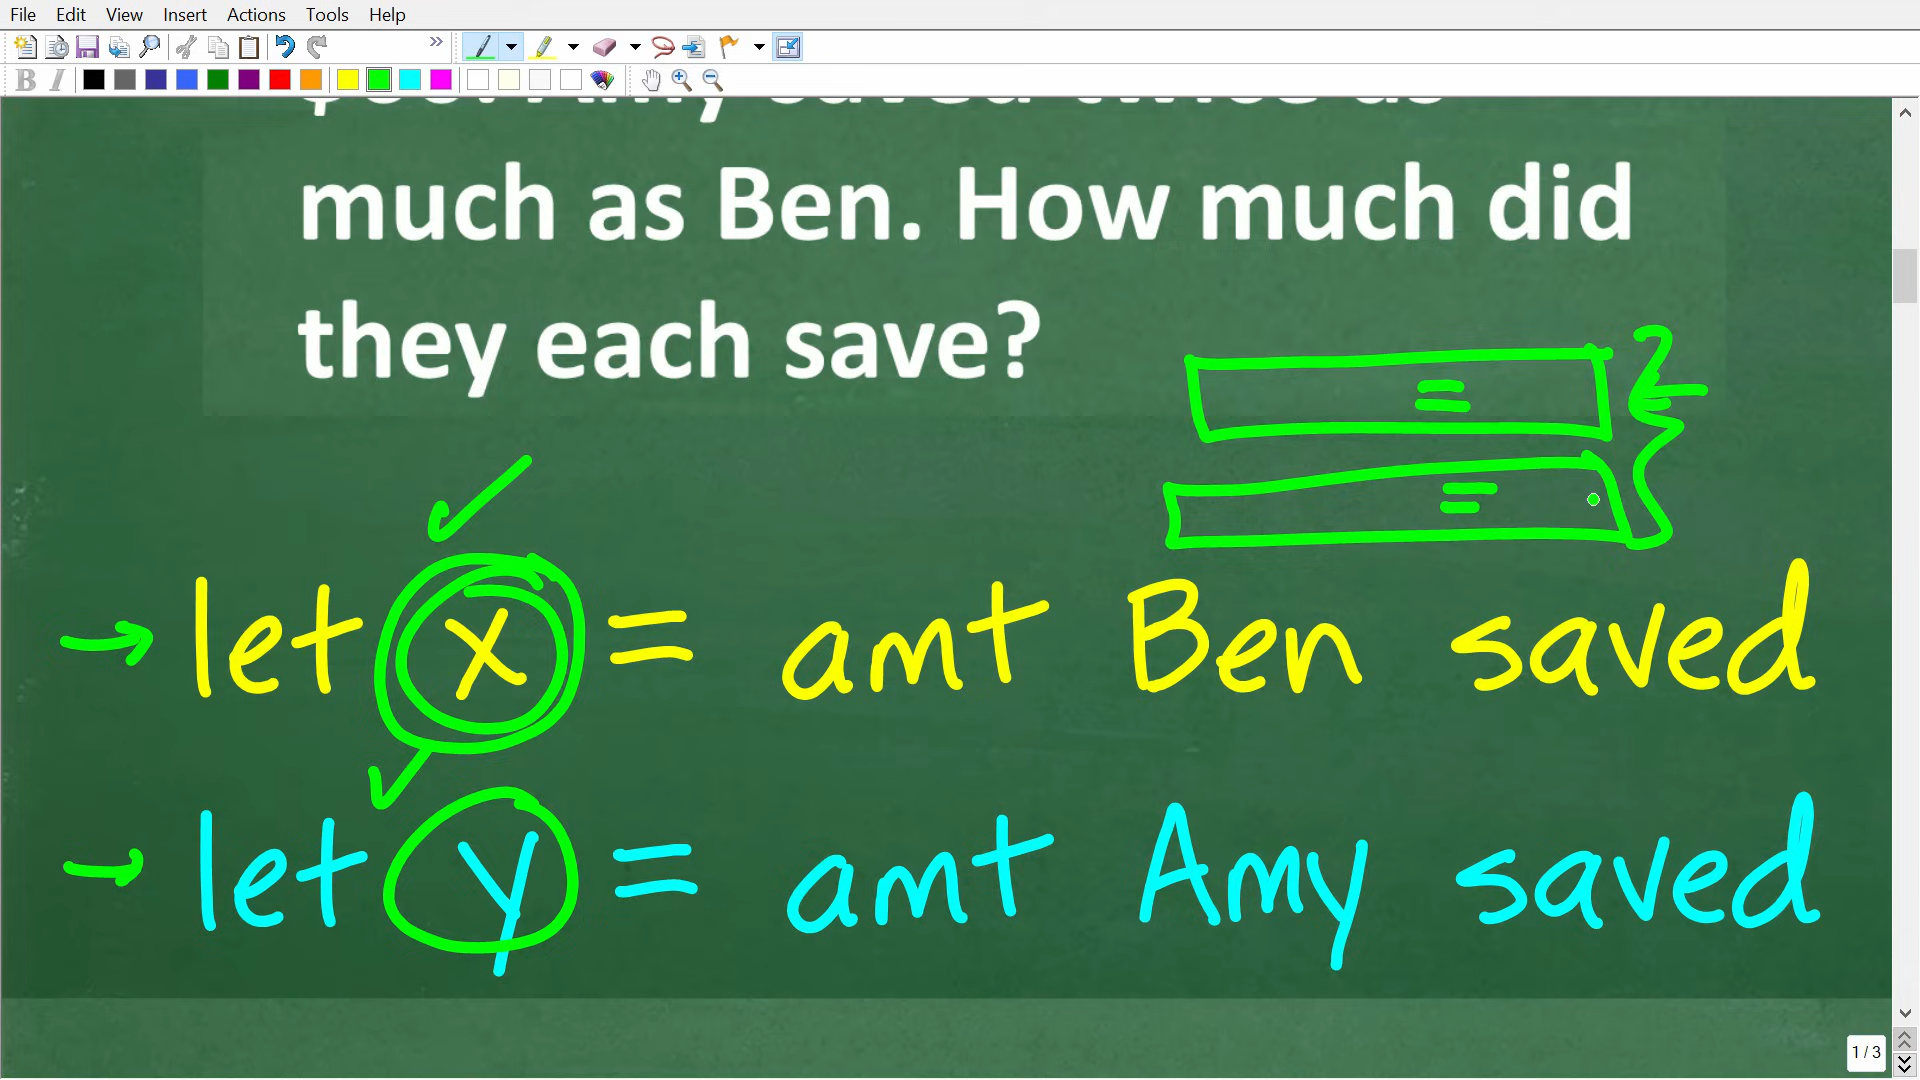 File Edit View Insert Actions Tools Help
B I
much as Ben. How much did
they each save?
2
=
=
→ let x = amt Ben saved
→ let y = amt Amy saved
1 / 3